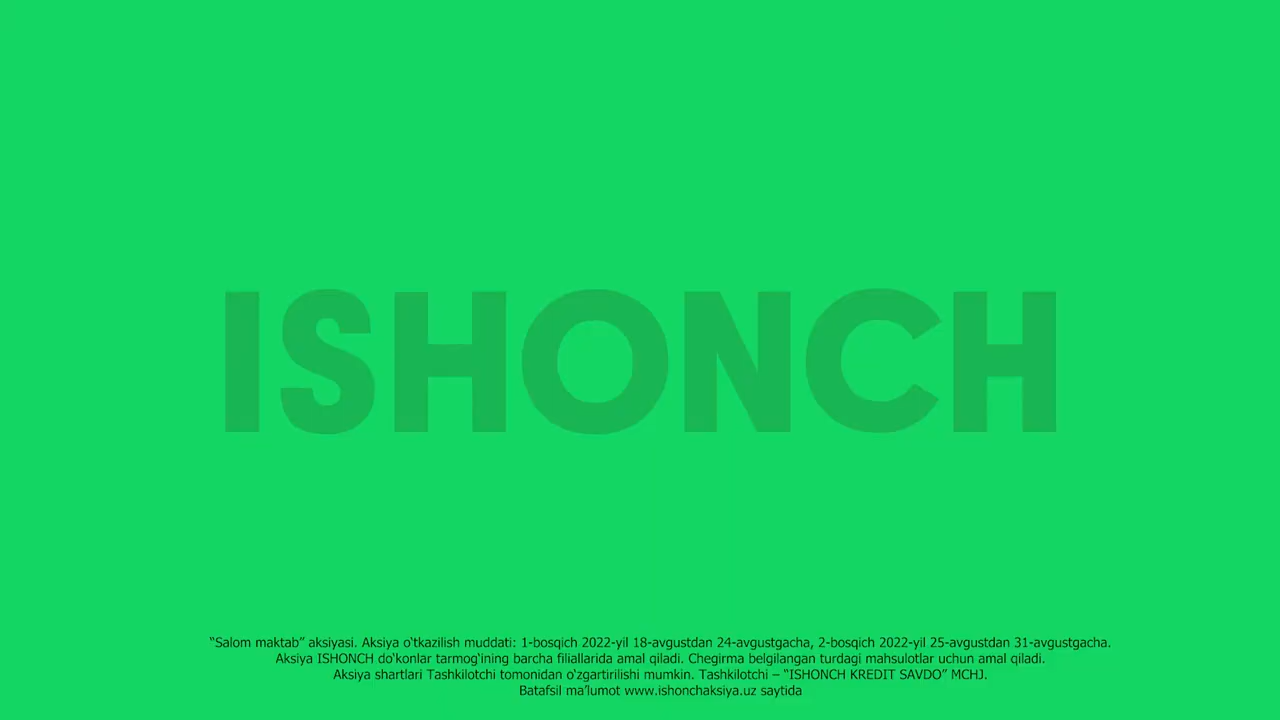 ISHONCH
“Salom maktab” aksiyasi. Aksiya o‘tkazilish muddati: 1-bosqich 2022-yil 18-avgustdan 24-avgustgacha, 2-bosqich 2022-yil 25-avgustdan 31-avgustgacha.
Aksiya ISHONCH do‘konlar tarmog‘ining barcha filiallarida amal qiladi. Chegirma belgilangan turdagi mahsulotlar uchun amal qiladi.
Aksiya shartlari Tashkilotchi tomonidan o‘zgartirilishi mumkin. Tashkilotchi – “ISHONCH KREDIT SAVDO” MCHJ.
Batafsil ma’lumot www.ishonchaksiya.uz saytida